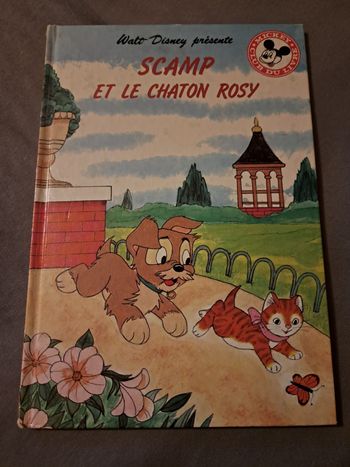 Walt Disney présente
SCAMP
ET LE CHATON ROSY
MICKEY
CLUB DU LIVRE